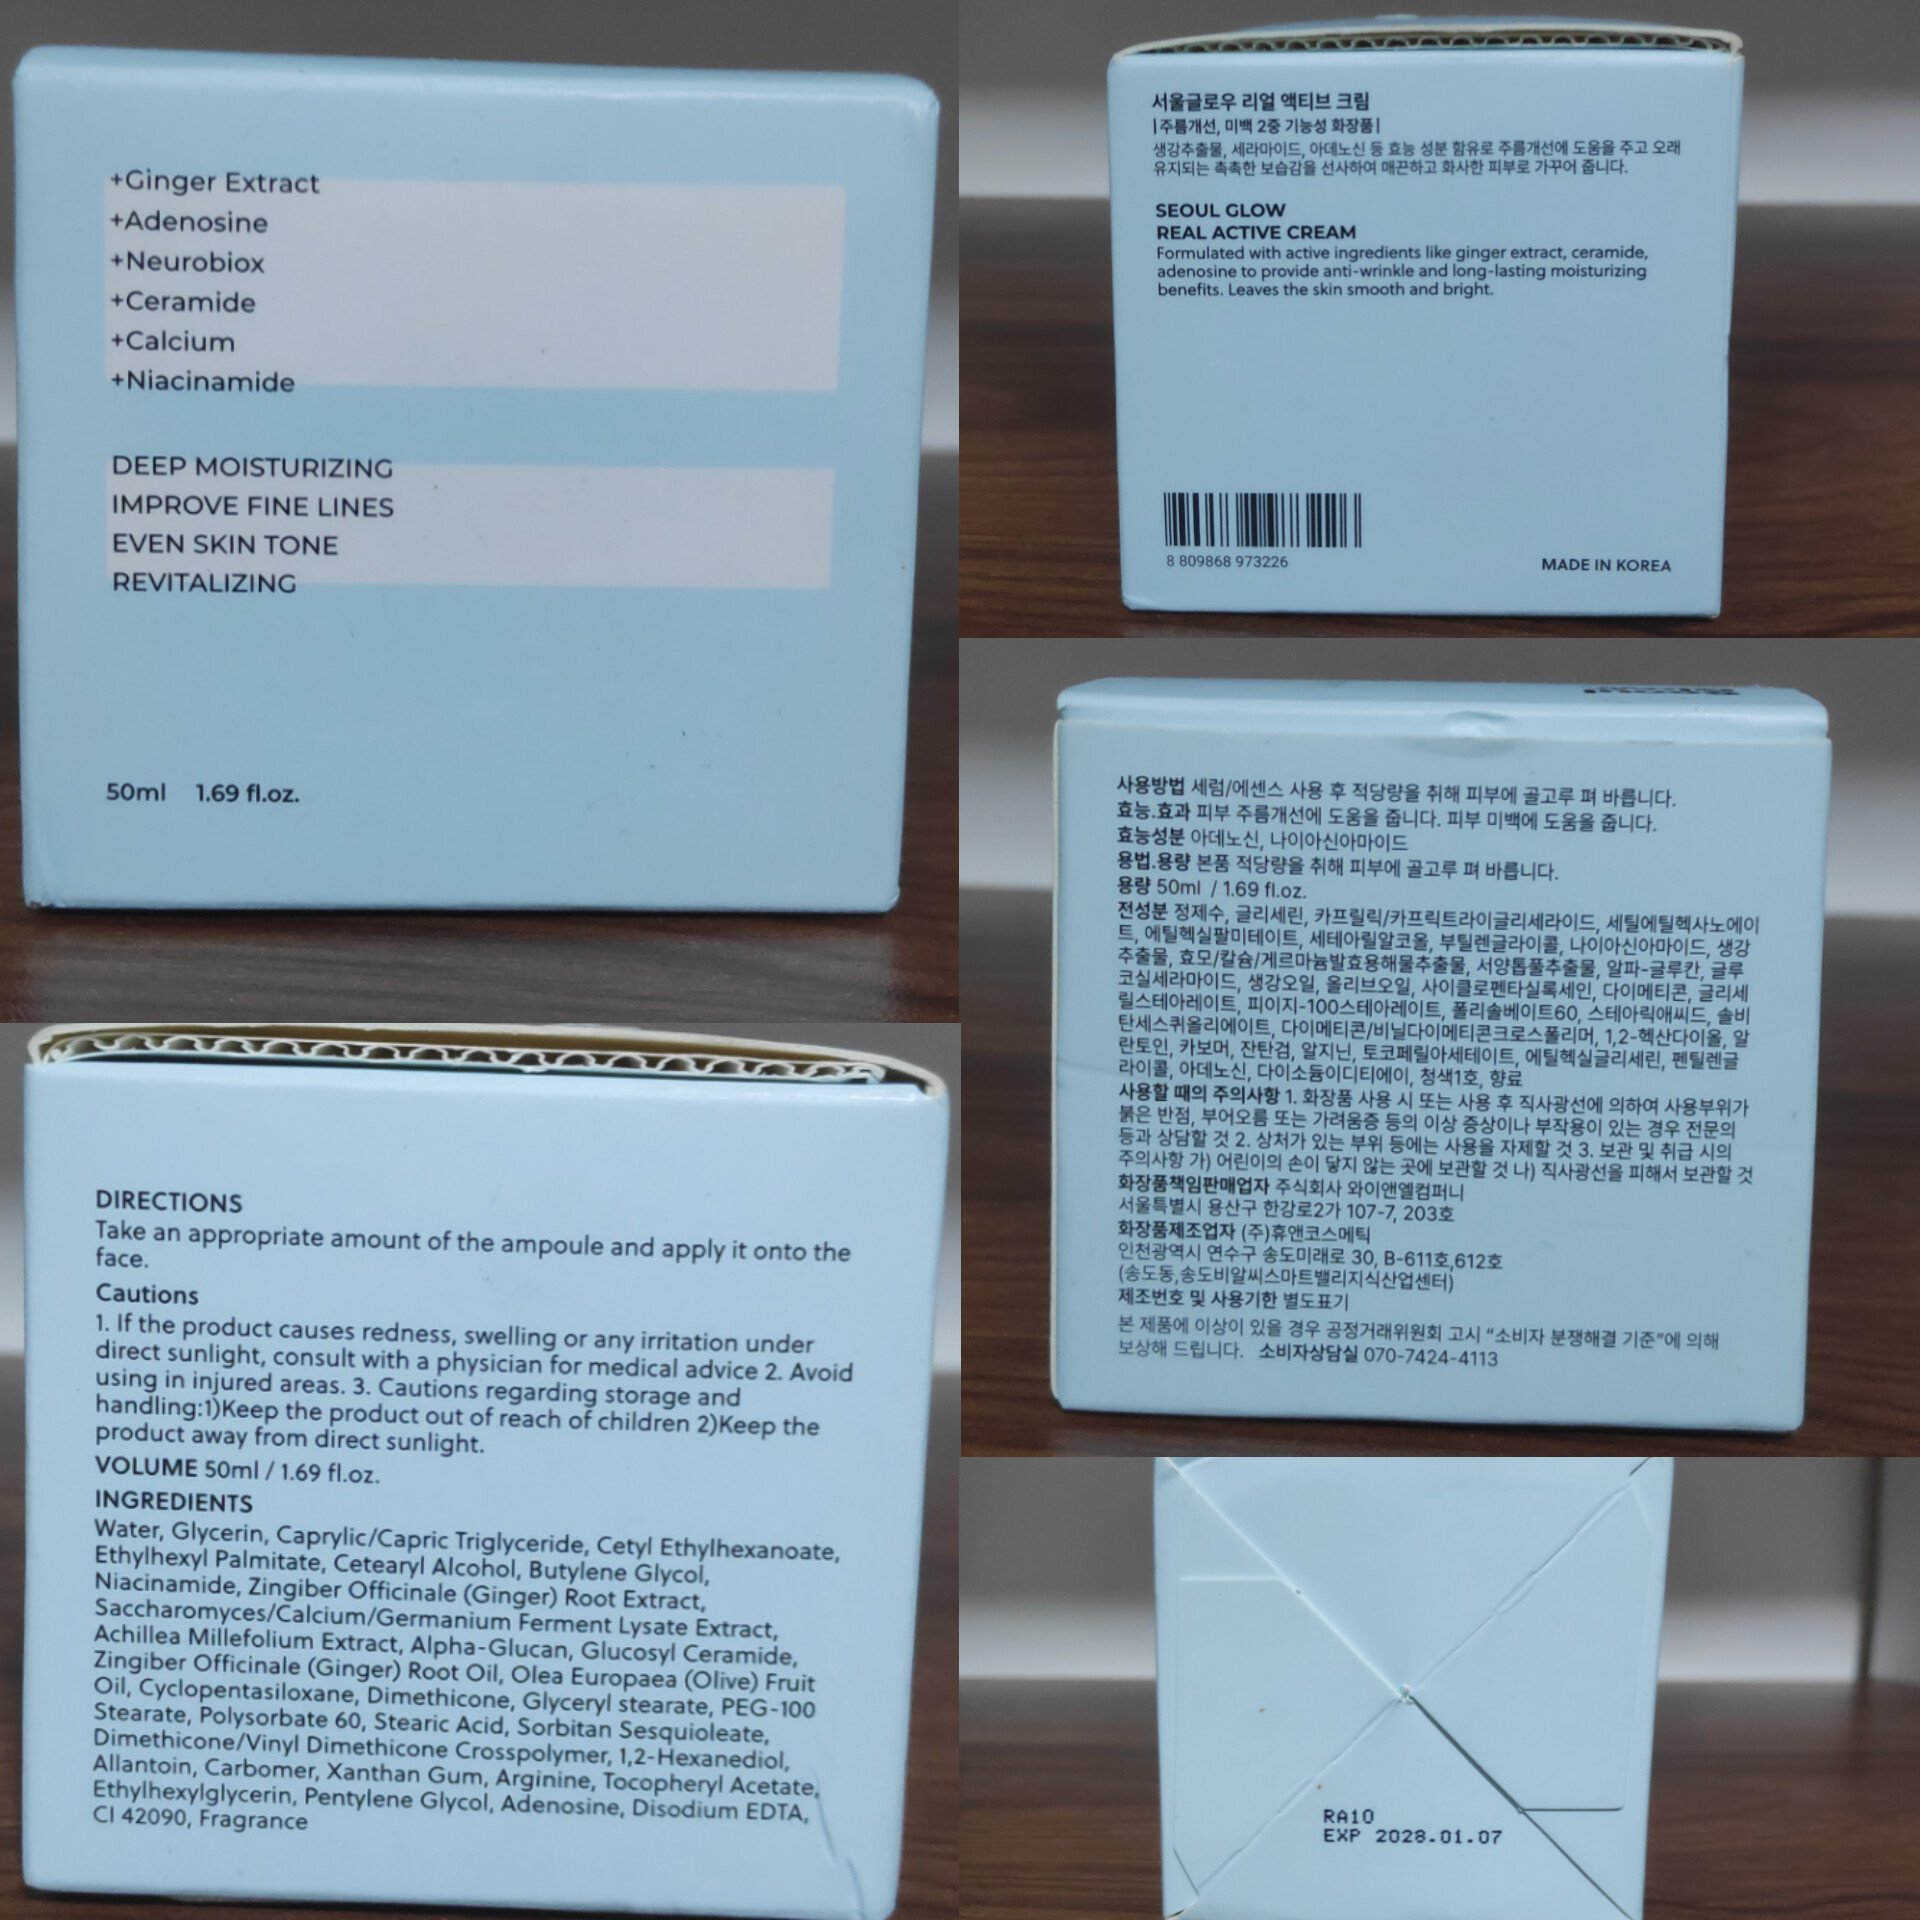 +Ginger Extract
+Adenosine
+Neurobiox
+Ceramide
+Calcium
+Niacinamide
DEEP MOISTURIZING
IMPROVE FINE LINES
EVEN SKIN TONE
REVITALIZING
50ml 1.69 fl.oz.
서울글로우 리얼 액티브 크림
|주름개선, 미백 2중 기능성 화장품|
생강추출물, 세라마이드, 아데노신 등 효능 성분 함유로 주름개선에 도움을 주고 오래
유지되는 촉촉한 보습감을 선사하여 매끈하고 화사한 피부로 가꾸어 줍니다.
SEOUL GLOW
REAL ACTIVE CREAM
Formulated with active ingredients like ginger extract, ceramide,
adenosine to provide anti-wrinkle and long-lasting moisturizing
benefits. Leaves the skin smooth and bright.
8 809868 973226
MADE IN KOREA
사용방법 세럼/에센스 사용 후 적당량을 취해 피부에 골고루 펴 바릅니다.
효능.효과 피부 주름개선에 도움을 줍니다. 피부 미백에 도움을 줍니다.
효능성분 아데노신, 나이아신아마이드
용법.용량 본품 적당량을 취해 피부에 골고루 펴 바릅니다.
용량 50ml / 1.69 fl.oz.
전성분 정제수, 글리세린, 카프릴릭/카프릭트라이글리세라이드, 세틸에틸헥사노에이
트, 에틸헥실팔미테이트, 세테아릴알코올, 부틸렌글라이콜, 나이아신아마이드, 생강
추출물, 효모/칼슘/게르마늄발효용해물추출물, 서양톱풀추출물, 알파-글루칸, 글루
코실세라마이드, 생강오일, 올리브오일, 사이클로펜타실록세인, 다이메티콘, 글리세
릴스테아레이트, 피이지-100스테아레이트, 폴리솔베이트60, 스테아릭애씨드, 솔비
탄세스퀴올리에이트, 다이메티콘/비닐다이메티콘크로스폴리머, 1,2-헥산다이올, 알
란토인, 카보머, 잔탄검, 알지닌, 토코페릴아세테이트, 에틸헥실글리세린, 펜틸렌글
라이콜, 아데노신, 다이소듐이디티에이, 청색1호, 향료
사용할 때의 주의사항 1. 화장품 사용 시 또는 사용 후 직사광선에 의하여 사용부위가
붉은 반점, 부어오름 또는 가려움증 등의 이상 증상이나 부작용이 있는 경우 전문의
등과 상담할 것 2. 상처가 있는 부위 등에는 사용을 자제할 것 3. 보관 및 취급 시의
주의사항 가) 어린이의 손이 닿지 않는 곳에 보관할 것 나) 직사광선을 피해서 보관할 것
화장품책임판매업자 주식회사 와이앤엘컴퍼니
서울특별시 용산구 한강로2가 107-7, 203호
화장품제조업자 (주)휴앤코스메틱
인천광역시 연수구 송도미래로 30, B-611호,612호
(송도동,송도비알씨스마트밸리지식산업센터)
제조번호 및 사용기한 별도표기
본 제품에 이상이 있을 경우 공정거래위원회 고시 “소비자 분쟁해결 기준”에 의해
보상해 드립니다. 소비자상담실 070-7424-4113
DIRECTIONS
Take an appropriate amount of the ampoule and apply it onto the
face.
Cautions
1. If the product causes redness, swelling or any irritation under
direct sunlight, consult with a physician for medical advice 2. Avoid
using in injured areas. 3. Cautions regarding storage and
handling:1)Keep the product out of reach of children 2)Keep the
product away from direct sunlight.
VOLUME 50ml / 1.69 fl.oz.
INGREDIENTS
Water, Glycerin, Caprylic/Capric Triglyceride, Cetyl Ethylhexanoate,
Ethylhexyl Palmitate, Cetearyl Alcohol, Butylene Glycol,
Niacinamide, Zingiber Officinale (Ginger) Root Extract,
Saccharomyces/Calcium/Germanium Ferment Lysate Extract,
Achillea Millefolium Extract, Alpha-Glucan, Glucosyl Ceramide,
Zingiber Officinale (Ginger) Root Oil, Olea Europaea (Olive) Fruit
Oil, Cyclopentasiloxane, Dimethicone, Glyceryl stearate, PEG-100
Stearate, Polysorbate 60, Stearic Acid, Sorbitan Sesquioleate,
Dimethicone/Vinyl Dimethicone Crosspolymer, 1,2-Hexanediol,
Allantoin, Carbomer, Xanthan Gum, Arginine, Tocopheryl Acetate,
Ethylhexylglycerin, Pentylene Glycol, Adenosine, Disodium EDTA,
CI 42090, Fragrance
RA10
EXP 2028.01.07